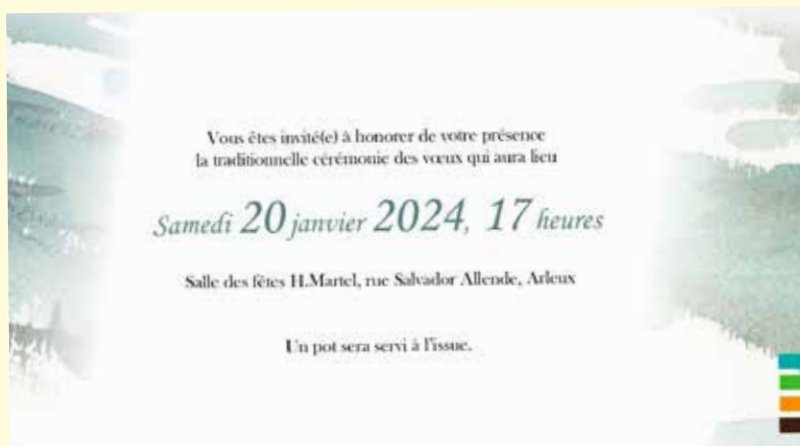 Vous êtes invité(e) à honorer de votre présence
la traditionnelle cérémonie des vœux qui aura lieu
Samedi 20 janvier 2024, 17 heures
Salle des fêtes H.Martel, rue Salvador Allende, Arleux
Un pot sera servi à l'issue.